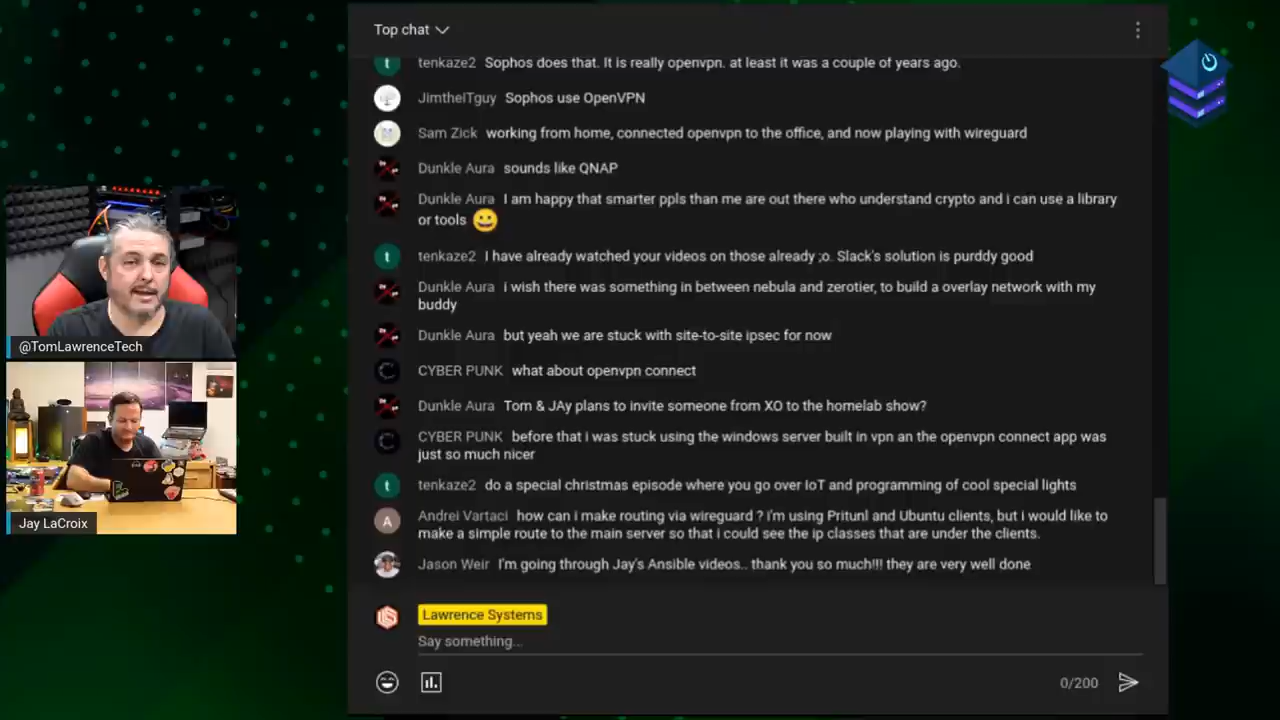 Top chat
t tenkaze2 Sophos does that. It is really openvpn. at least it was a couple of years ago.
JimtheITguy Sophos use OpenVPN
Sam Zick working from home, connected openvpn to the office, and now playing with wireguard
Dunkle Aura sounds like QNAP
Dunkle Aura I am happy that smarter ppls than me are out there who understand crypto and i can use a library
or tools 😀
t tenkaze2 I have already watched your videos on those already ;o. Slack's solution is purddy good
Dunkle Aura i wish there was something in between nebula and zerotier, to build a overlay network with my
buddy
Dunkle Aura but yeah we are stuck with site-to-site ipsec for now
CYBER PUNK what about openvpn connect
Dunkle Aura Tom & JAy plans to invite someone from XO to the homelab show?
CYBER PUNK before that i was stuck using the windows server built in vpn an the openvpn connect app was
just so much nicer
t tenkaze2 do a special christmas episode where you go over IoT and programming of cool special lights
A Andrei Vartaci how can i make routing via wireguard ? i'm using Pritunl and Ubuntu clients, but i would like to
make a simple route to the main server so that i could see the ip classes that are under the clients.
Jason Weir I'm going through Jay's Ansible videos.. thank you so much!!! they are very well done
Lawrence Systems
Say something...
0/200
@TomLawrenceTech
Jay LaCroix